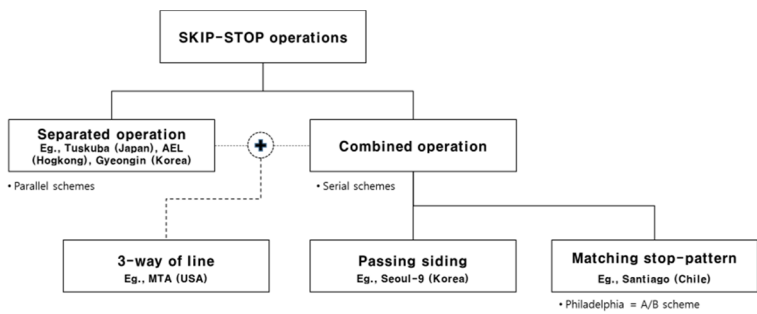 SKIP-STOP operations
Separated operation
Eg., Tuskuba (Japan), AEL
(Hogkong), Gyeongin (Korea)
+
Combined operation
• Parallel schemes
• Serial schemes
3-way of line
Eg., MTA (USA)
Passing siding
Eg., Seoul-9 (Korea)
Matching stop-pattern
Eg., Santiago (Chile)
• Philadelphia = A/B scheme